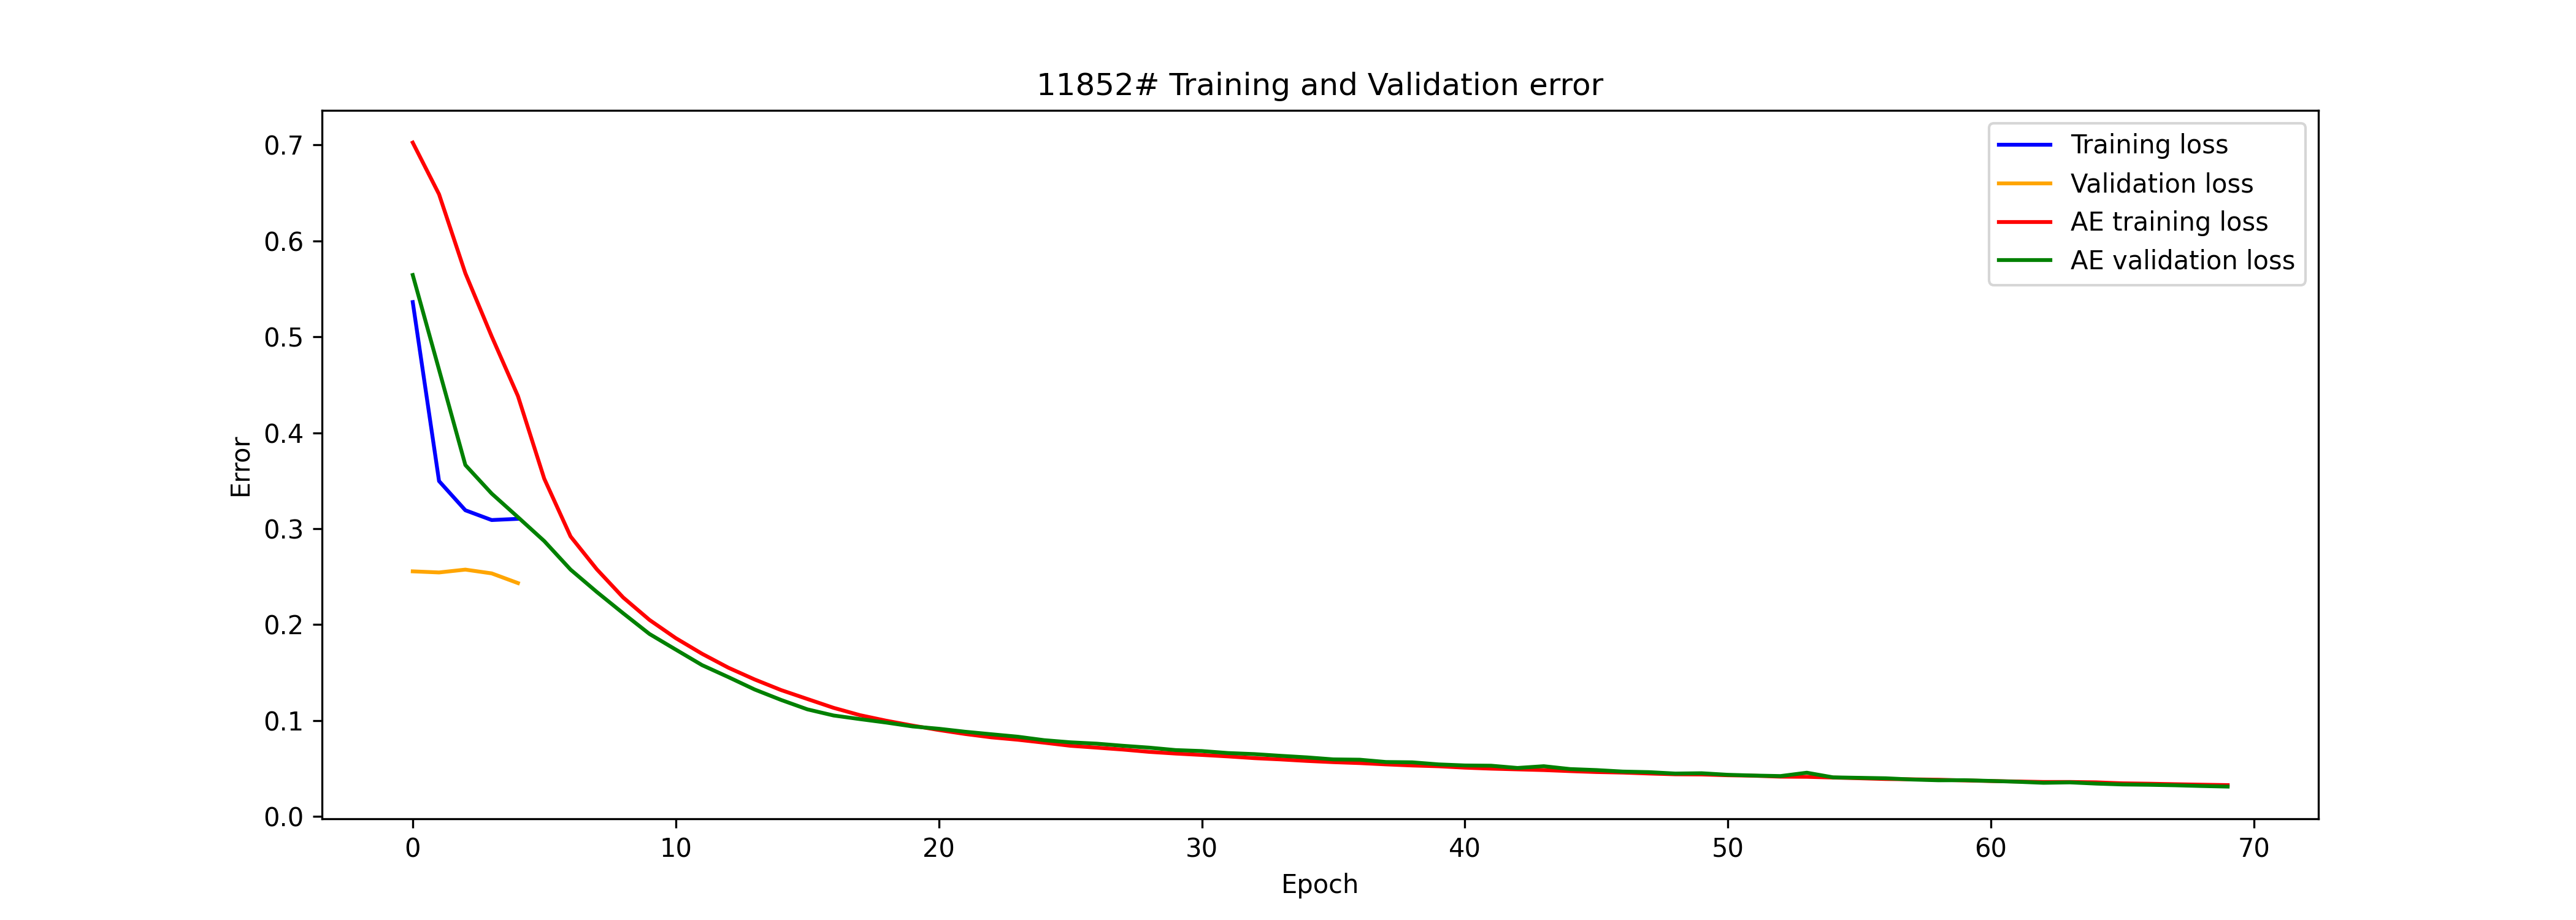 11852# Training and Validation error
Training loss
Validation loss
AE training loss
AE validation loss
0.7
0.6
0.5
0.4
0.3
0.2
0.1
0.0
Error
0 10 20 30 40 50 60 70
Epoch